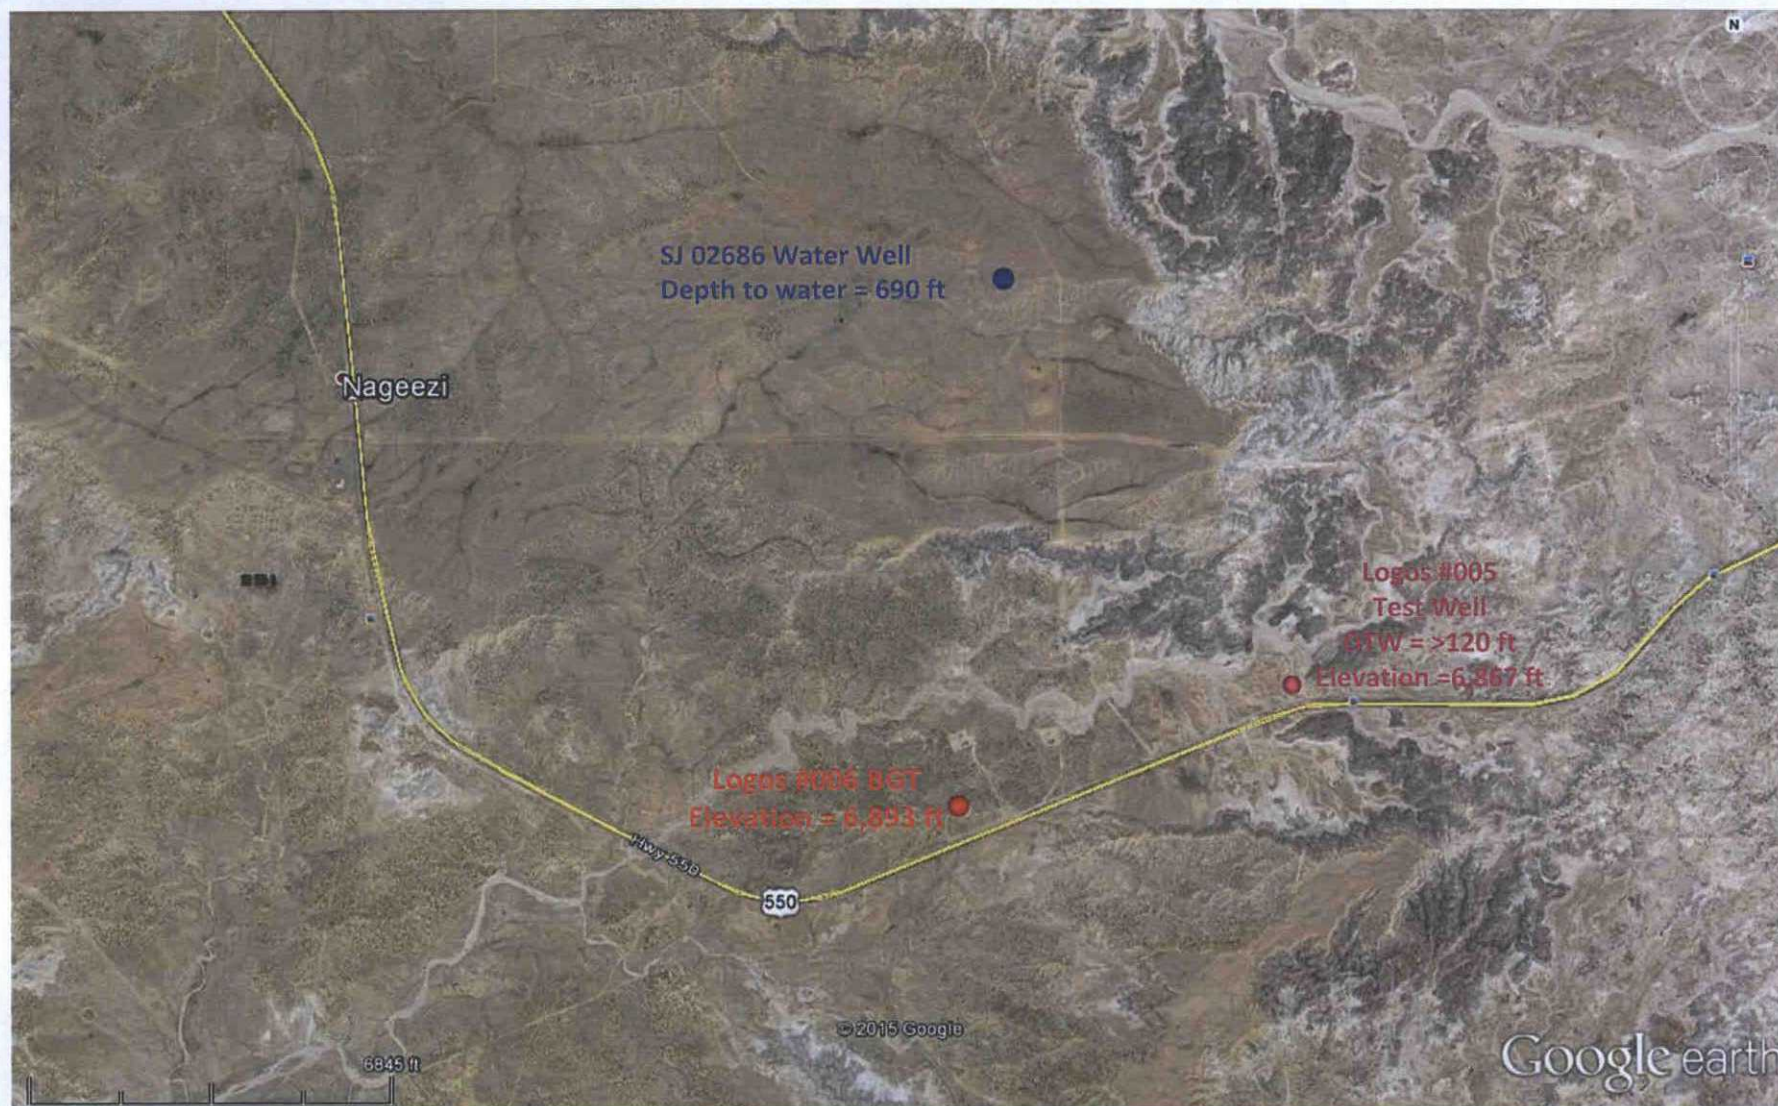 N
SJ 02686 Water Well
Depth to water = 690 ft
Nageezi
Logos #005
Test Well
DTW = >120 ft
Elevation =6,867 ft
Logos #006 BGT
Elevation = 6,893 ft
Hwy 550
550
© 2015 Google
6845 ft
Google earth